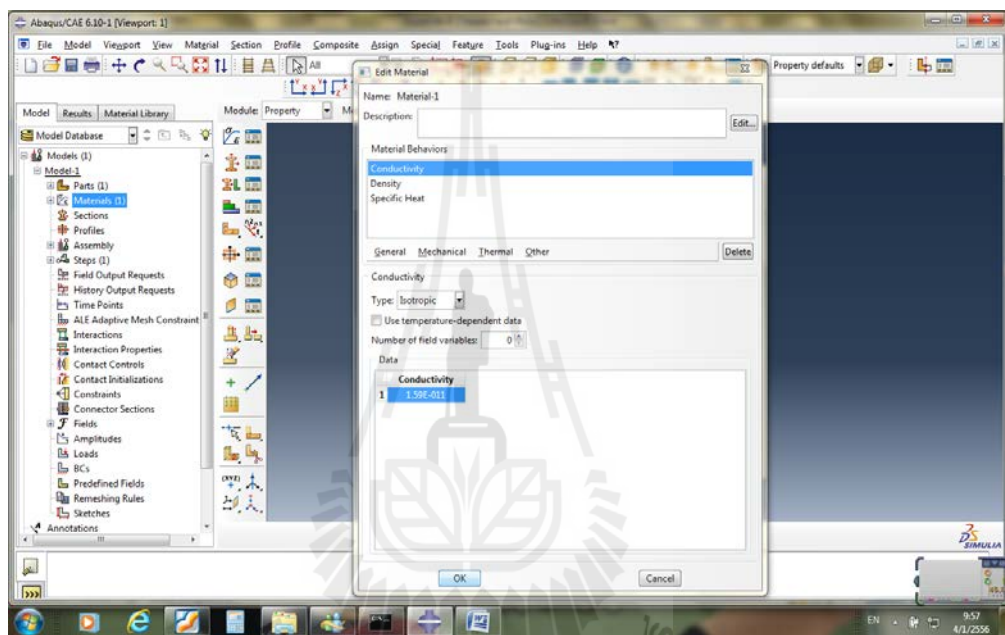 Abaqus/CAE 6.10-1 [Viewport: 1]
File Model Viewport View Material Section Profile Composite Assign Special Feature Tools Plug-ins Help
All
Property defaults
Edit Material
Name: Material-1
Description:
Edit...
Material Behaviors
Conductivity
Density
Specific Heat
General Mechanical Thermal Other
Delete
Conductivity
Type: Isotropic
Use temperature-dependent data
Number of field variables: 0
Data
Conductivity
1 1.59E-011
OK Cancel
Model Results Material Library
Module: Property
Model Database
Models (1)
Model-1
Parts (1)
Materials (1)
Sections
Profiles
Assembly
Steps (1)
Field Output Requests
History Output Requests
Time Points
ALE Adaptive Mesh Constraint
Interactions
Interaction Properties
Contact Controls
Contact Initializations
Constraints
Connector Sections
Fields
Amplitudes
Loads
BCs
Predefined Fields
Remeshing Rules
Sketches
Annotations
SIMULIA
EN
9:57
4/1/2556